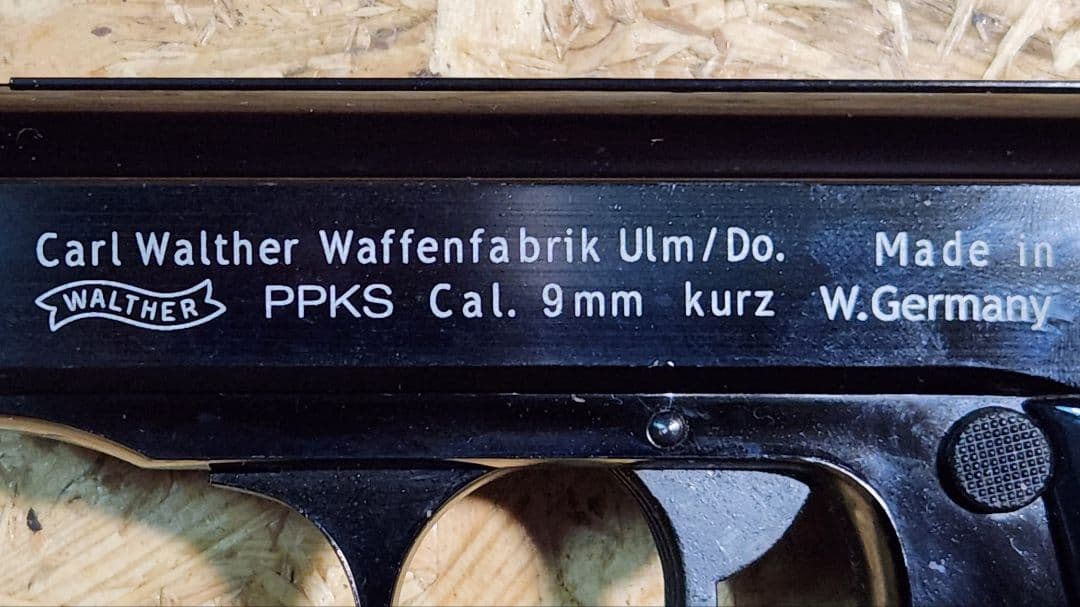 Carl Walther Waffenfabrik Ulm/Do. Made in
WALTHER PPKS Cal. 9mm kurz W.Germany